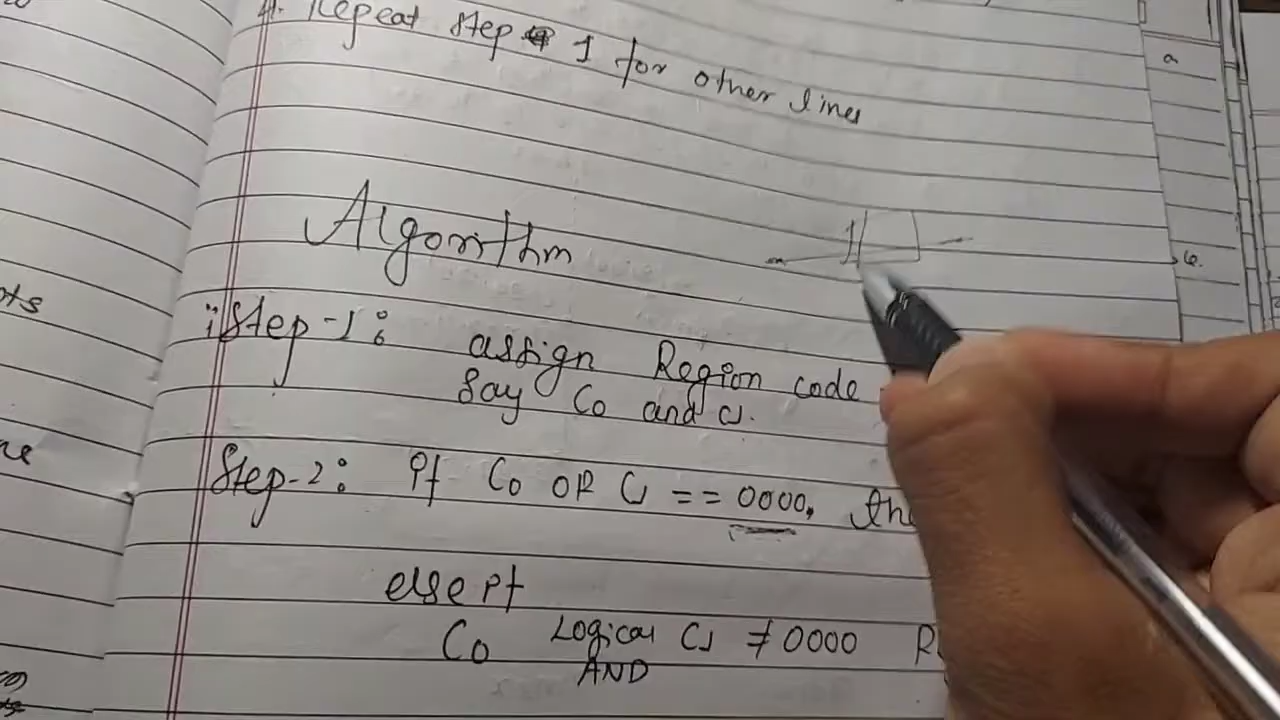 4. Repeat step 1 for other lines
Algorithm
Step-1: assign Region code
Say C0 and C1.
Step-2: If C0 OR C1 == 0000, the
else if
C0 Logical C1 ≠ 0000 R
AND